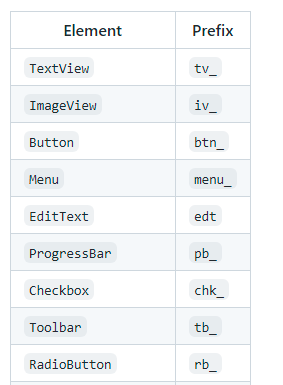 Element Prefix
TextView tv_
ImageView iv_
Button btn_
Menu menu_
EditText edt
ProgressBar pb_
Checkbox chk_
Toolbar tb_
RadioButton rb_